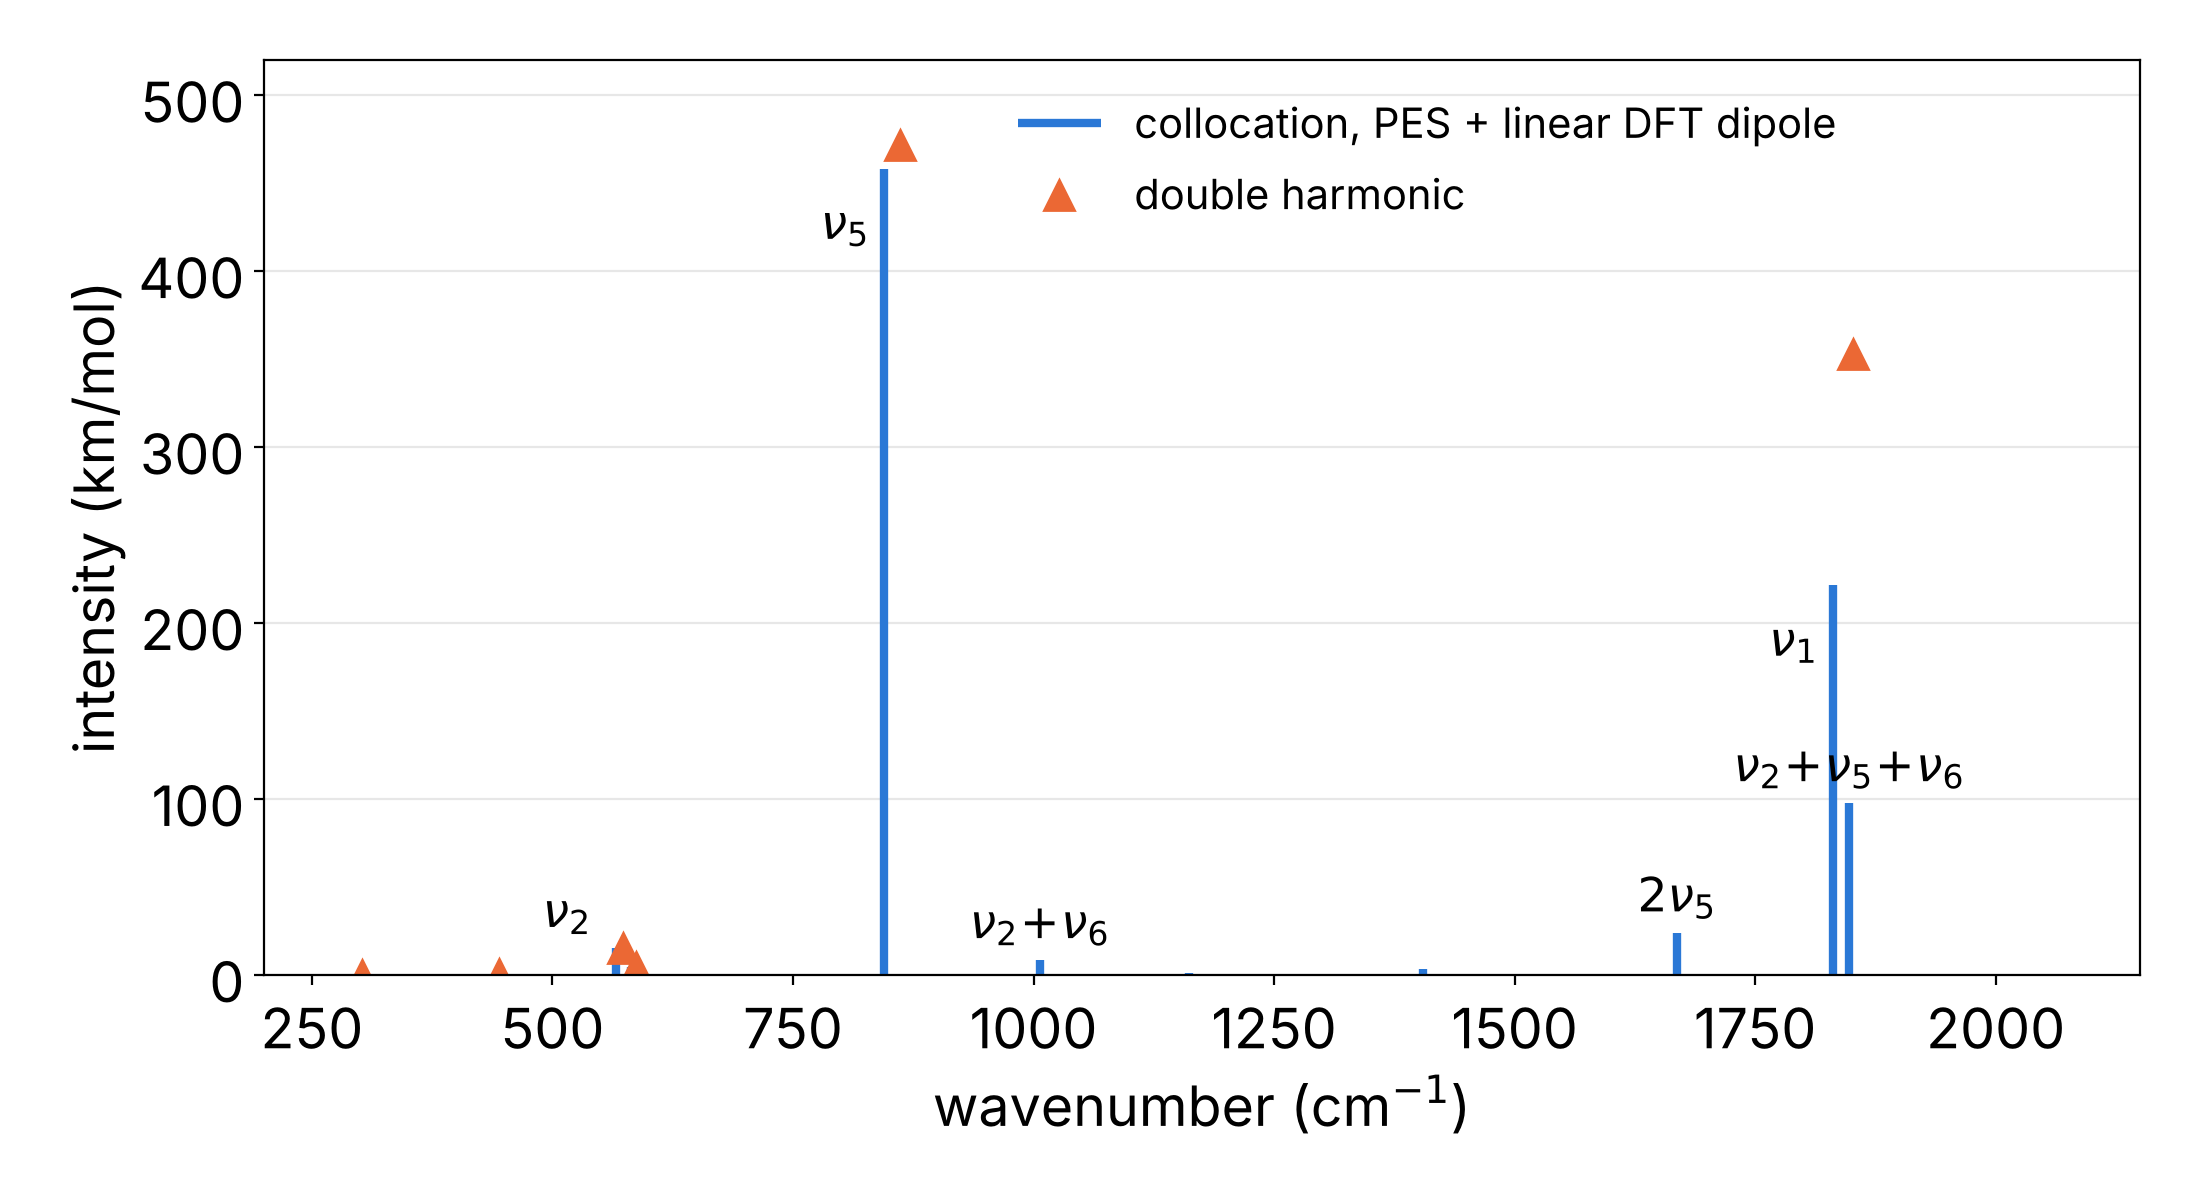 500
400
300
200
100
0
intensity (km/mol)
collocation, PES + linear DFT dipole
double harmonic
ν₅
ν₁
ν₂+ν₅+ν₆
2ν₅
ν₂
ν₂+ν₆
250 500 750 1000 1250 1500 1750 2000
wavenumber (cm⁻¹)